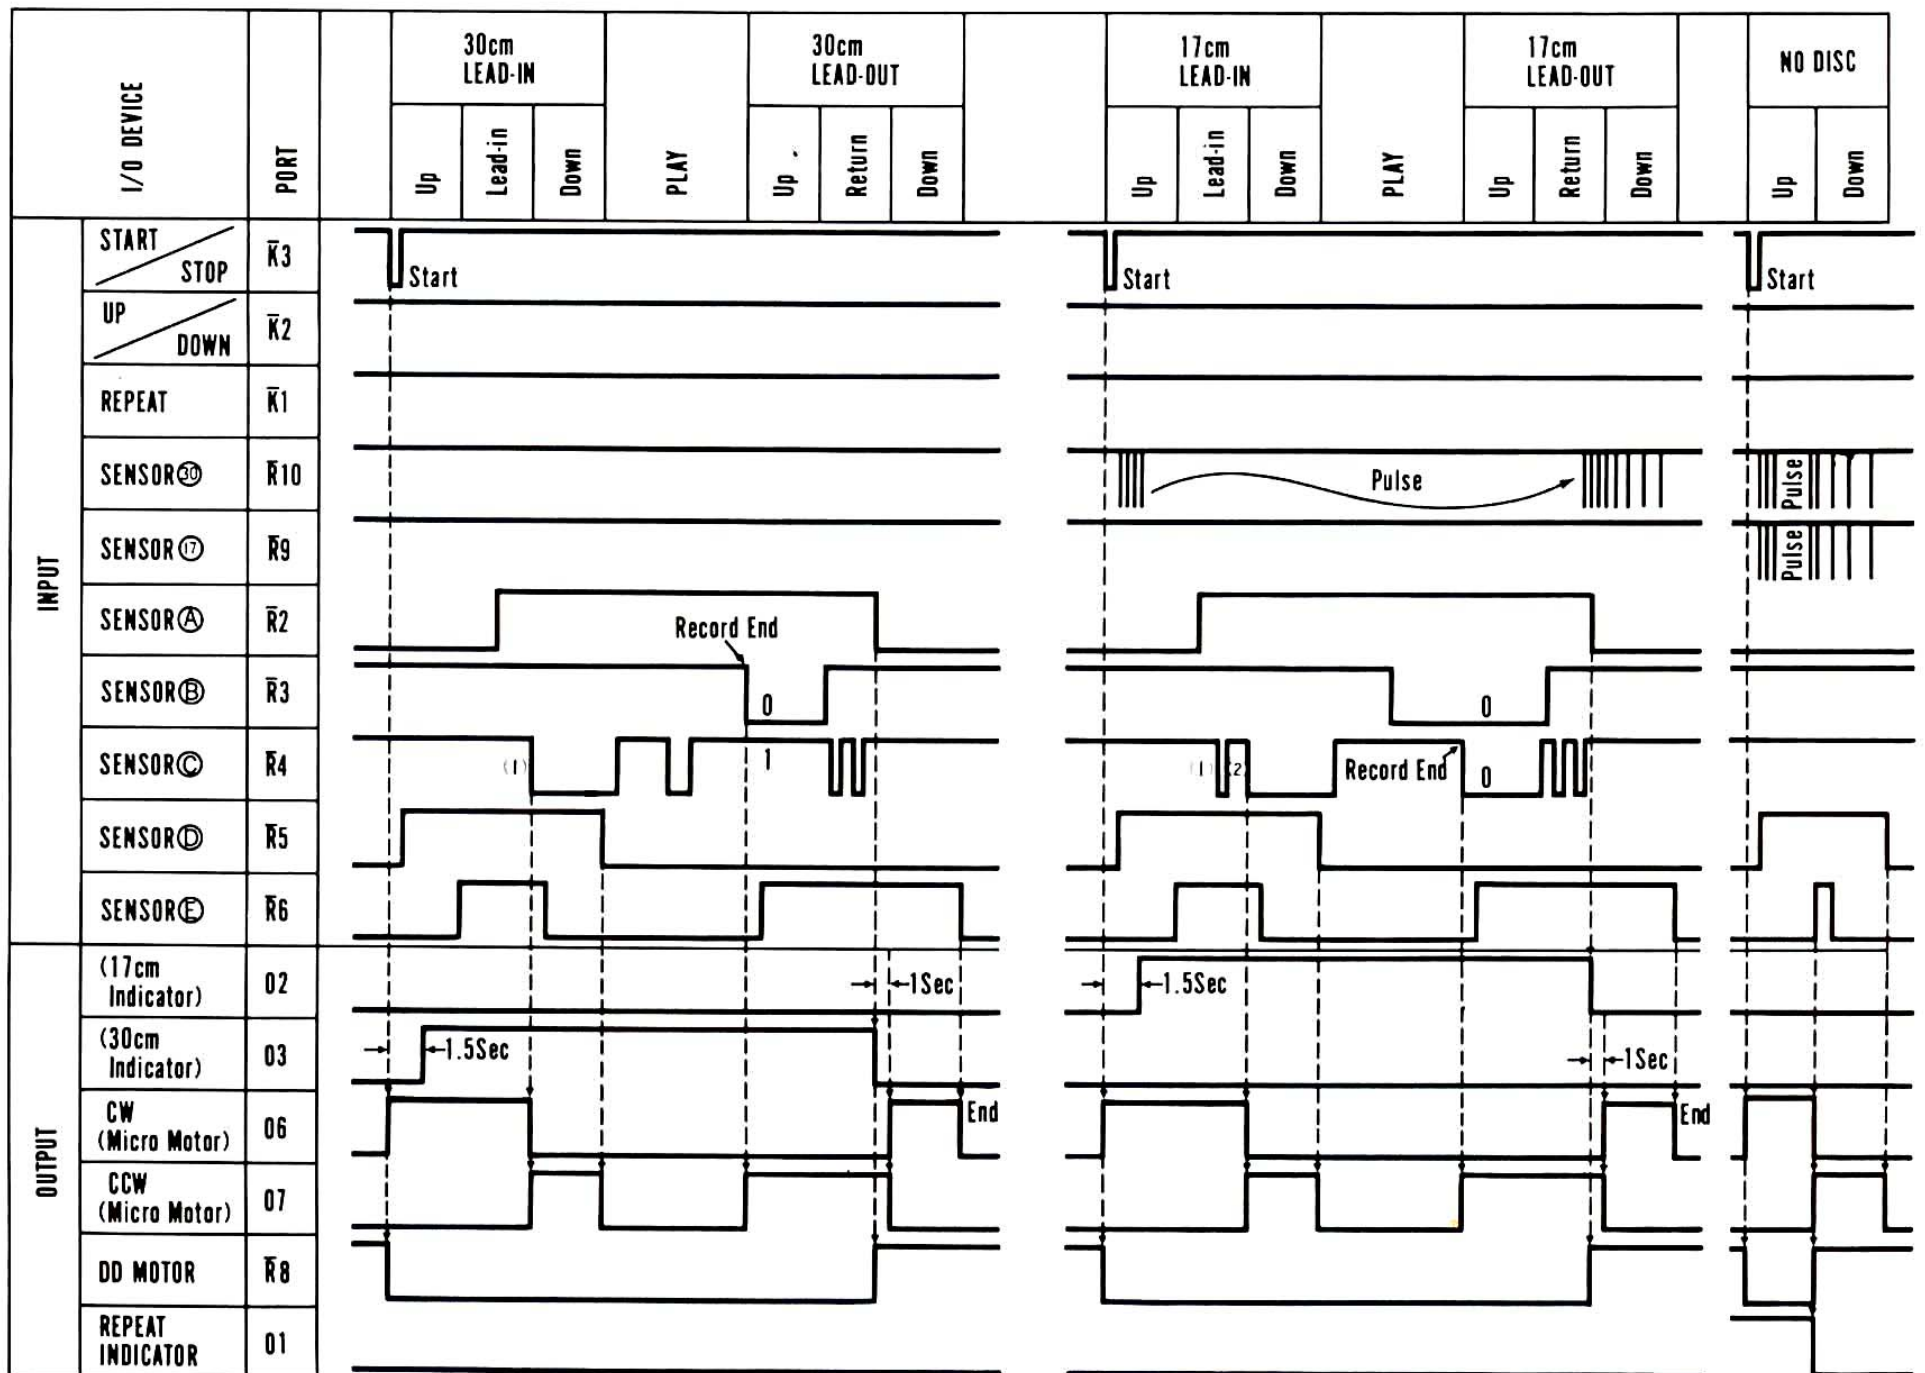 I/O DEVICE
PORT
30cm
LEAD-IN
30cm
LEAD-OUT
17cm
LEAD-IN
17cm
LEAD-OUT
NO DISC
Up
Lead-in
Down
PLAY
Up
Return
Down
Up
Lead-in
Down
PLAY
Up
Return
Down
Up
Down
INPUT
START
STOP
K̅3
Start
Start
Start
UP
DOWN
K̅2
REPEAT
K̅1
SENSOR㉚
R̅10
Pulse
Pulse
SENSOR⑰
R̅9
Pulse
SENSORⒶ
R̅2
Record End
SENSORⒷ
R̅3
0
0
SENSORⒸ
R̅4
(1)
1
(1)
(2)
Record End
0
SENSORⒹ
R̅5
SENSOREⒺ
R̅6
OUTPUT
(17cm
Indicator)
02
1Sec
1.5Sec
(30cm
Indicator)
03
1.5Sec
1Sec
CW
(Micro Motor)
06
End
End
CCW
(Micro Motor)
07
DD MOTOR
R̅8
REPEAT
INDICATOR
01